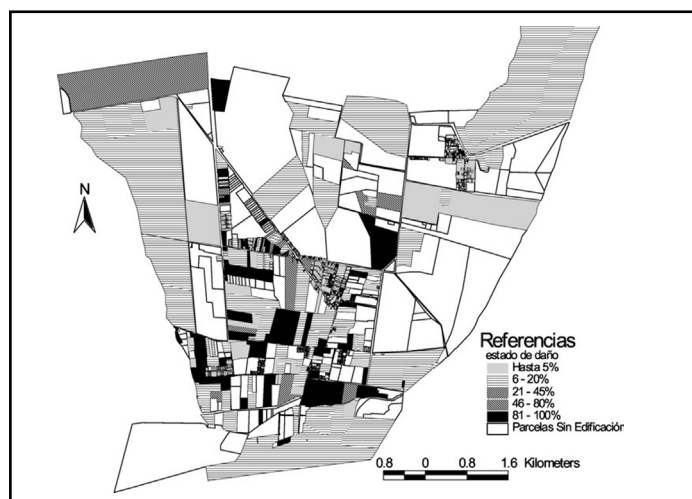 N
Referencias
estado de daño
Hasta 5%
6 - 20%
21 - 45%
46 - 80%
81 - 100%
Parcelas Sin Edificación
0.8 0 0.8 1.6 Kilometers